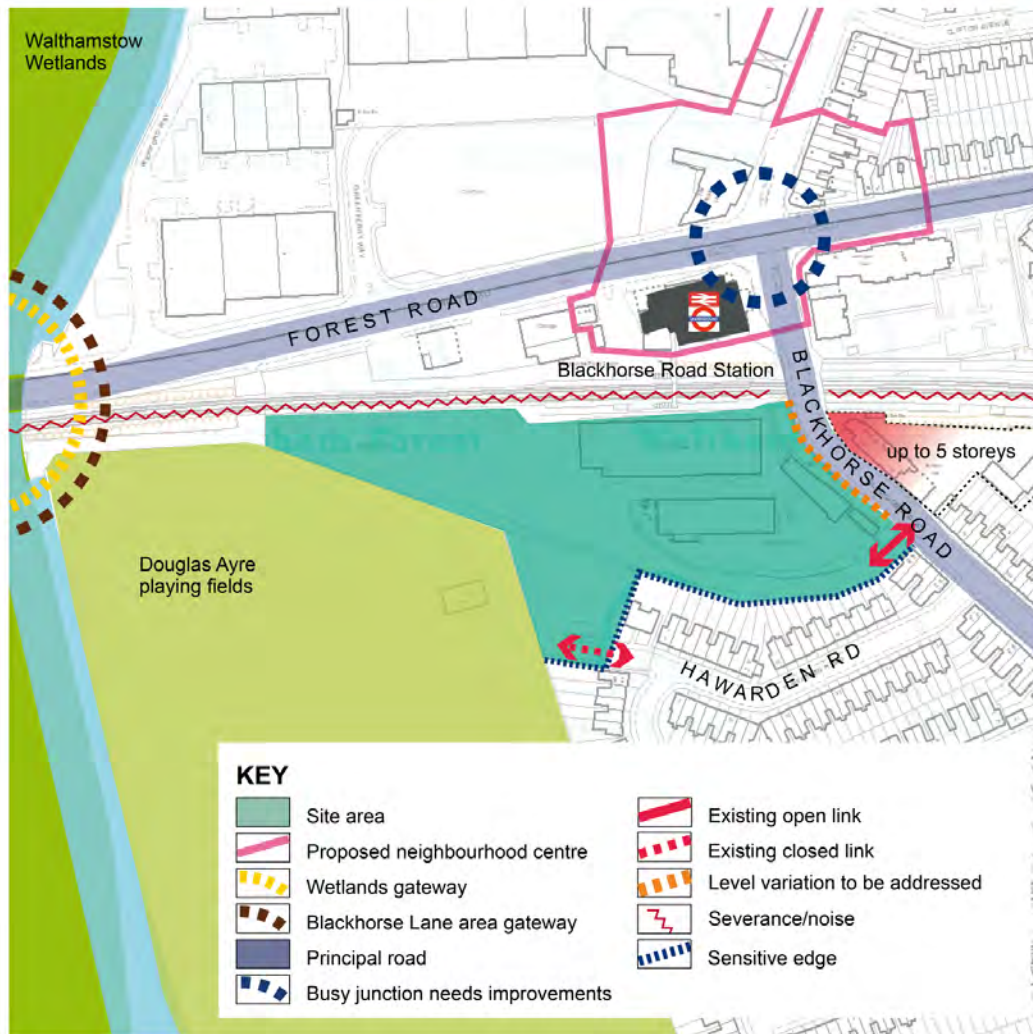 Walthamstow
Wetlands
CLIFTON AVENUE
FOREST ROAD
Blackhorse Road Station
BLACKHORSE ROAD
up to 5 storeys
Douglas Ayre
playing fields
HAWARDEN RD
KEY
Site area
Proposed neighbourhood centre
Wetlands gateway
Blackhorse Lane area gateway
Principal road
Busy junction needs improvements
Existing open link
Existing closed link
Level variation to be addressed
Severance/noise
Sensitive edge